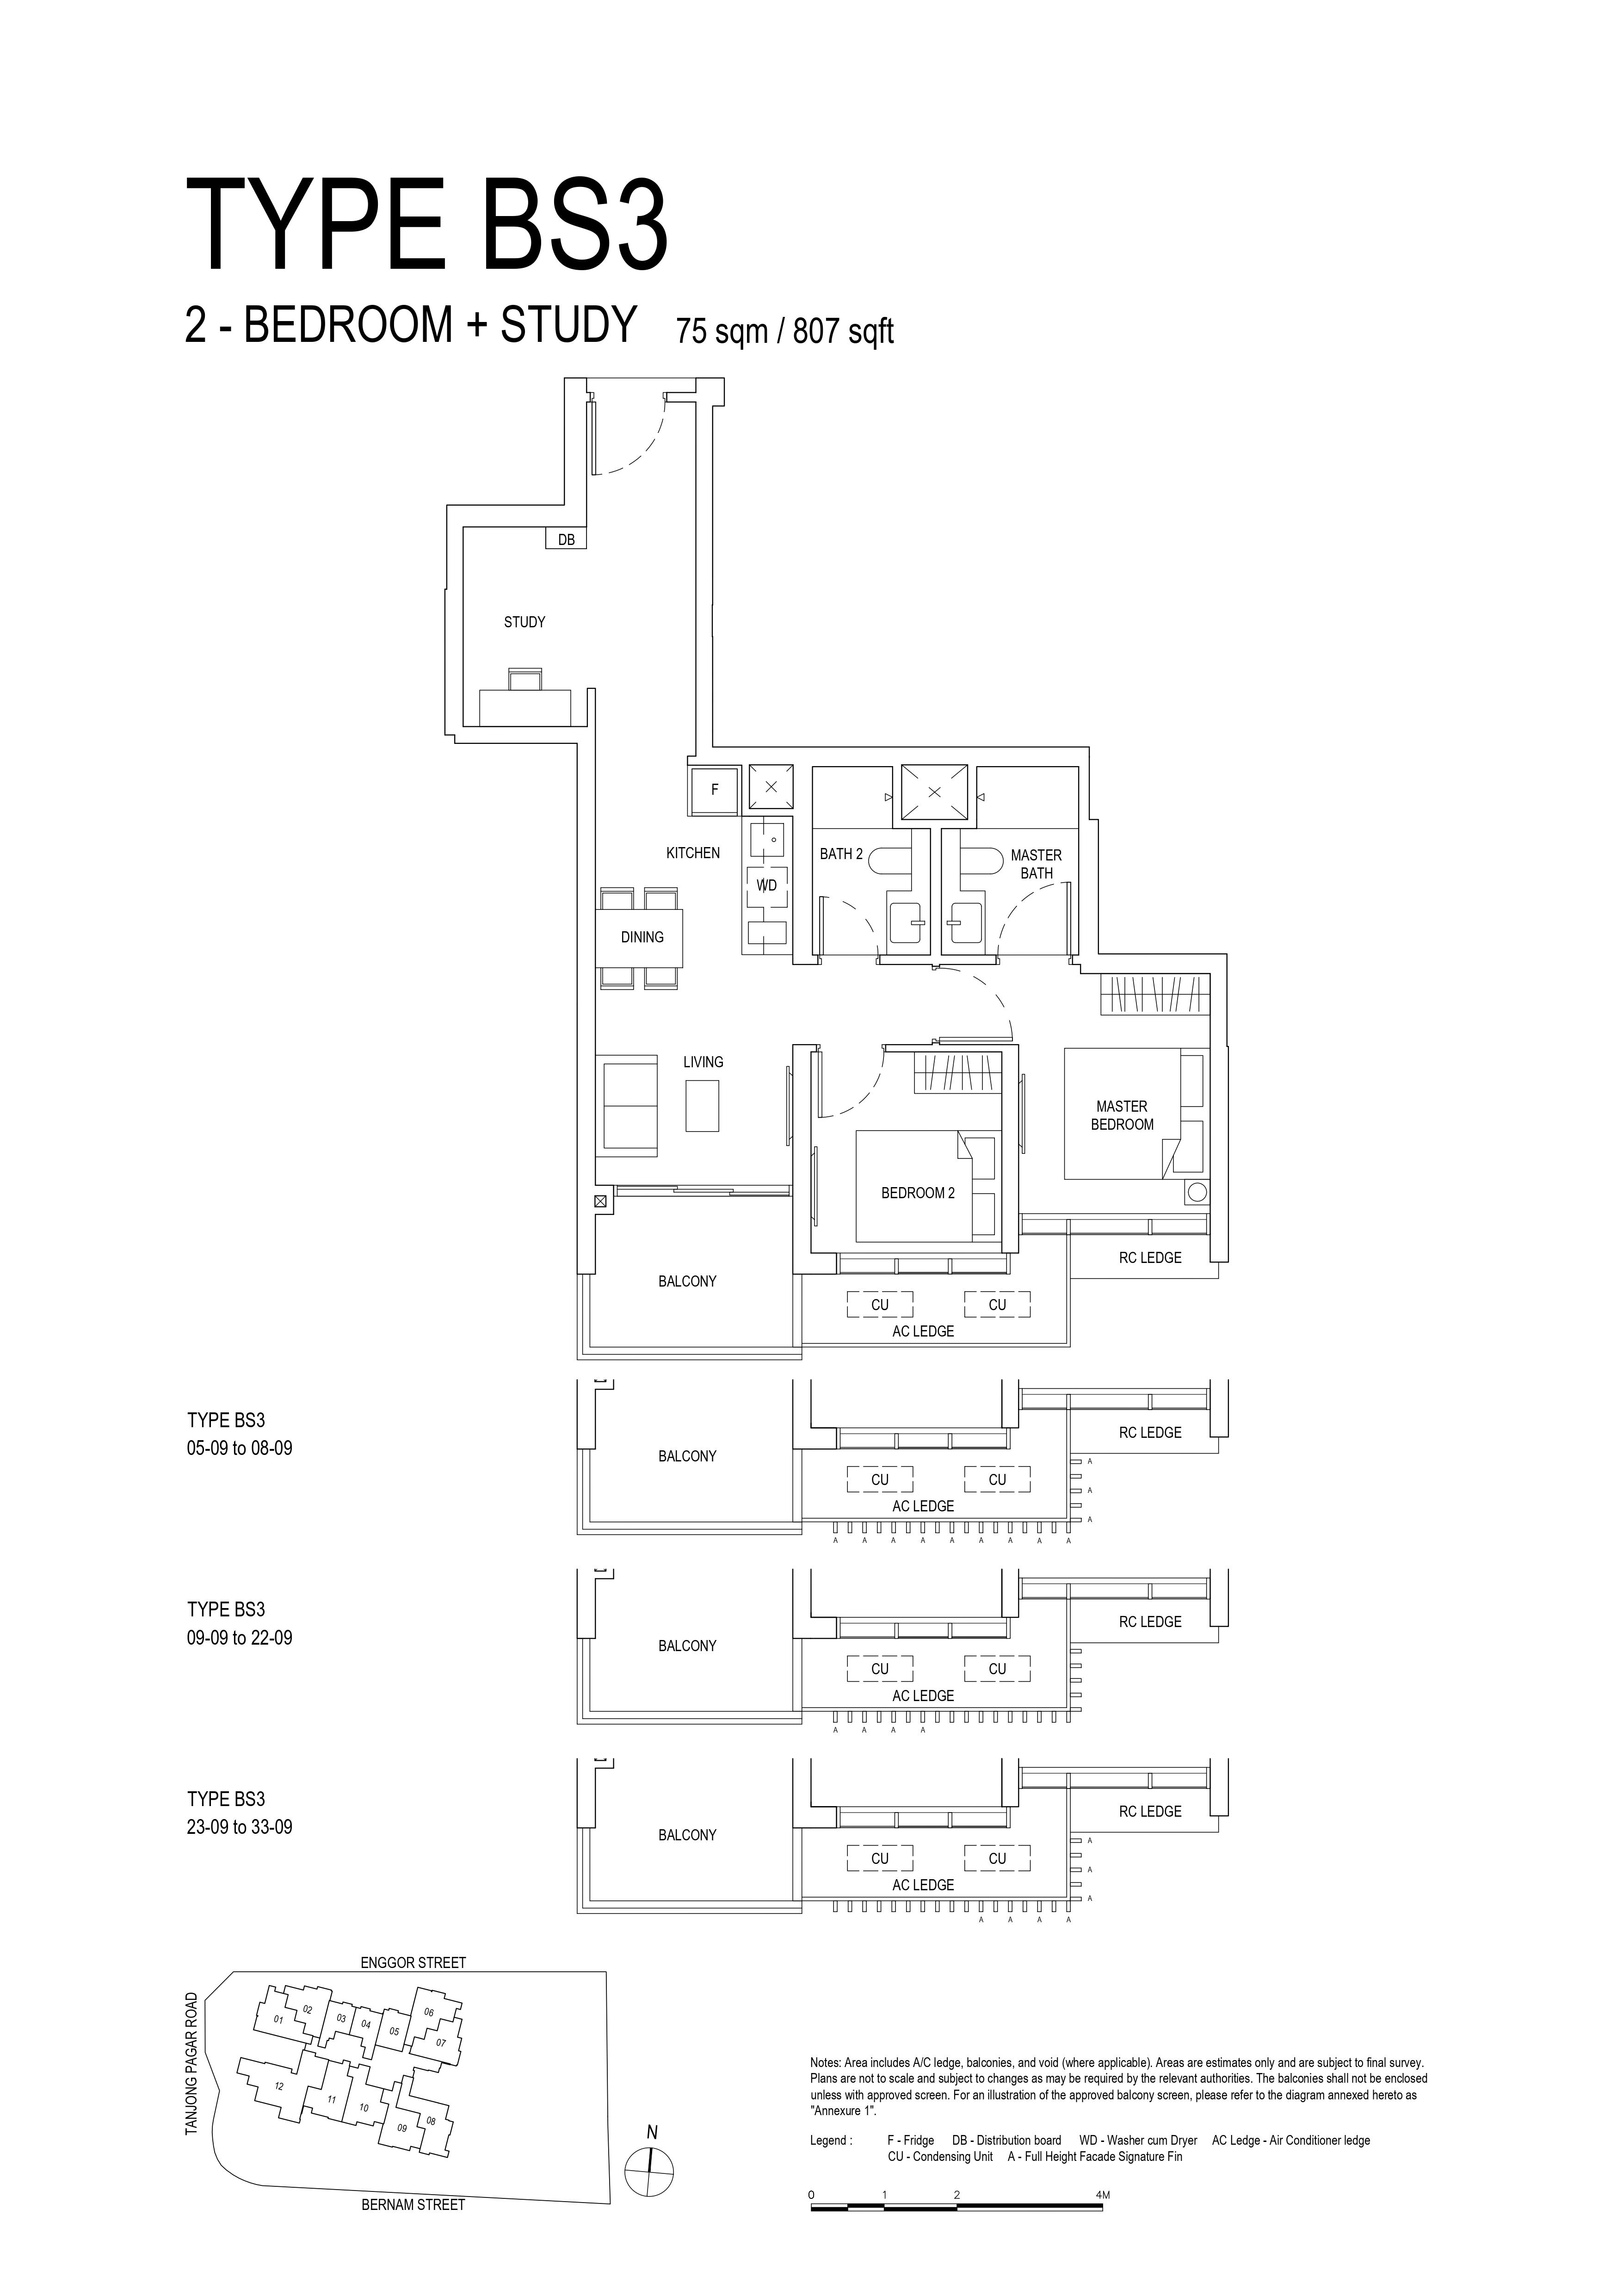 TYPE BS3
2 - BEDROOM + STUDY 75 sqm / 807 sqft
DB
STUDY
F
KITCHEN
WD
BATH 2
MASTER
BATH
DINING
LIVING
MASTER
BEDROOM
BEDROOM 2
RC LEDGE
BALCONY
CU CU
AC LEDGE
TYPE BS3
05-09 to 08-09
BALCONY
RC LEDGE
CU CU
AC LEDGE
A
A
A
A A A A A A A A A
TYPE BS3
09-09 to 22-09
BALCONY
RC LEDGE
CU CU
AC LEDGE
A A A A
TYPE BS3
23-09 to 33-09
BALCONY
RC LEDGE
CU CU
AC LEDGE
A
A
A
A A A A
ENGGOR STREET
TANJONG PAGAR ROAD
01
02
03
04
05
06
07
12
11
10
09
08
BERNAM STREET
N
Notes: Area includes A/C ledge, balconies, and void (where applicable). Areas are estimates only and are subject to final survey.
Plans are not to scale and subject to changes as may be required by the relevant authorities. The balconies shall not be enclosed
unless with approved screen. For an illustration of the approved balcony screen, please refer to the diagram annexed hereto as
"Annexure 1".
Legend : F - Fridge DB - Distribution board WD - Washer cum Dryer AC Ledge - Air Conditioner ledge
CU - Condensing Unit A - Full Height Facade Signature Fin
0 1 2 4M